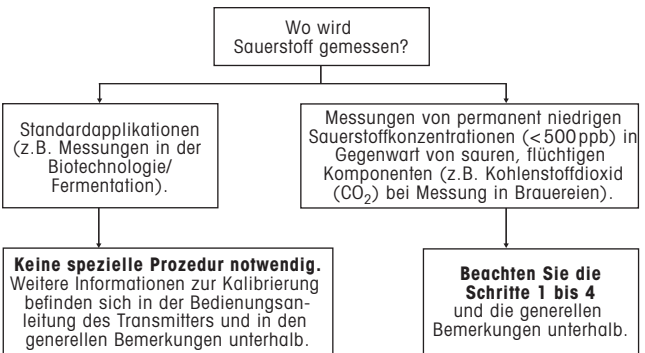 Wo wird
Sauerstoff gemessen?
Standardapplikationen
(z.B. Messungen in der
Biotechnologie/
Fermentation).
Messungen von permanent niedrigen
Sauerstoffkonzentrationen (<500 ppb) in
Gegenwart von sauren, flüchtigen
Komponenten (z.B. Kohlenstoffdioxid
(CO₂) bei Messung in Brauereien).
Keine spezielle Prozedur notwendig.
Weitere Informationen zur Kalibrierung
befinden sich in der Bedienungsan-
leitung des Transmitters und in den
generellen Bemerkungen unterhalb.
Beachten Sie die
Schritte 1 bis 4
und die generellen
Bemerkungen unterhalb.